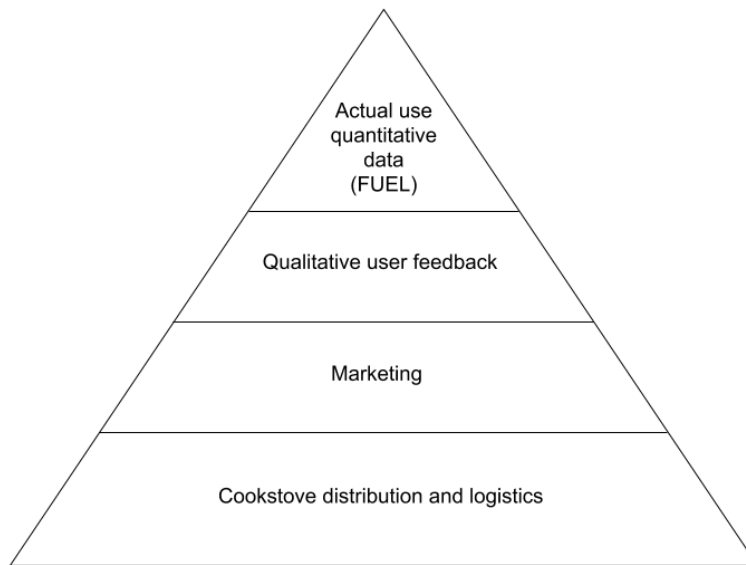 Actual use
quantitative
data
(FUEL)
Qualitative user feedback
Marketing
Cookstove distribution and logistics